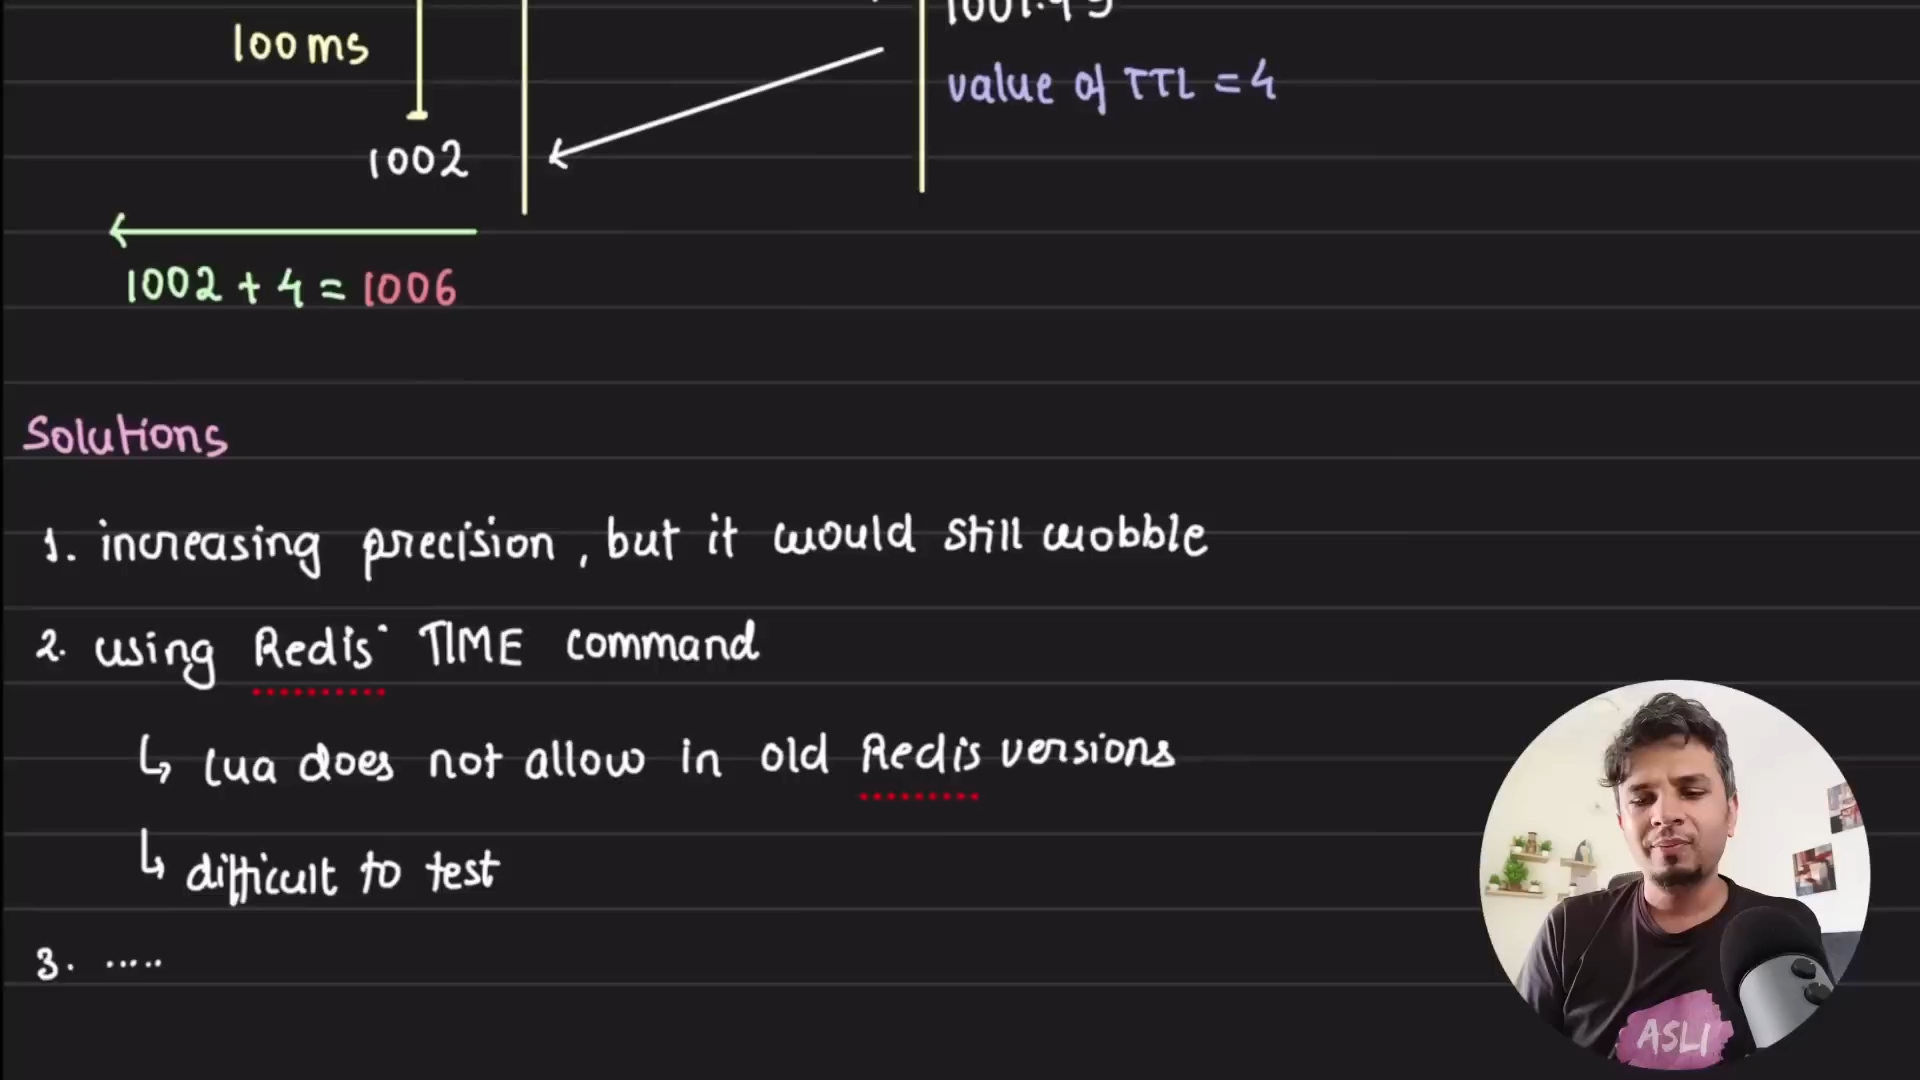 100ms
value of TTL = 4
1002
1002 + 4 = 1006
Solutions
1. increasing precision, but it would still wobble
2. using Redis' TIME command
↳ Lua does not allow in old Redis versions
↳ difficult to test
3. .....
ASLI